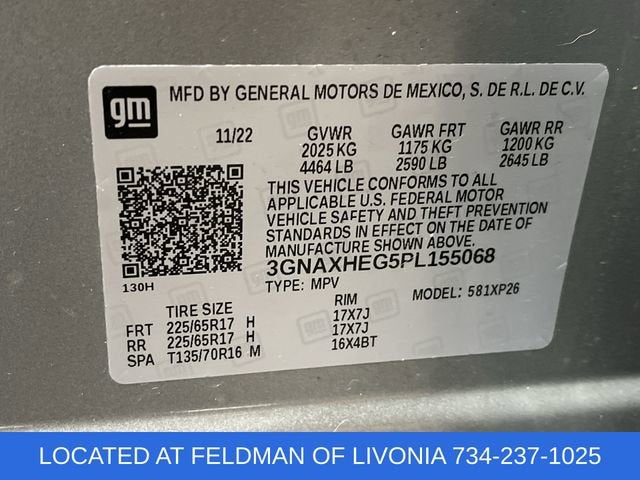 gm
MFD BY GENERAL MOTORS DE MEXICO, S. DE R.L. DE C.V.
11/22 GVWR GAWR FRT GAWR RR
2025 KG 1175 KG 1200 KG
4464 LB 2590 LB 2645 LB
THIS VEHICLE CONFORMS TO ALL
APPLICABLE U.S. FEDERAL MOTOR
VEHICLE SAFETY AND THEFT PREVENTION
STANDARDS IN EFFECT ON THE DATE OF
MANUFACTURE SHOWN ABOVE.
3GNAXHEG5PL155068
130H
TYPE: MPV MODEL: 581XP26
TIRE SIZE RIM
FRT 225/65R17 H 17X7J
RR 225/65R17 H 17X7J
SPA T135/70R16 M 16X4BT
LOCATED AT FELDMAN OF LIVONIA 734-237-1025